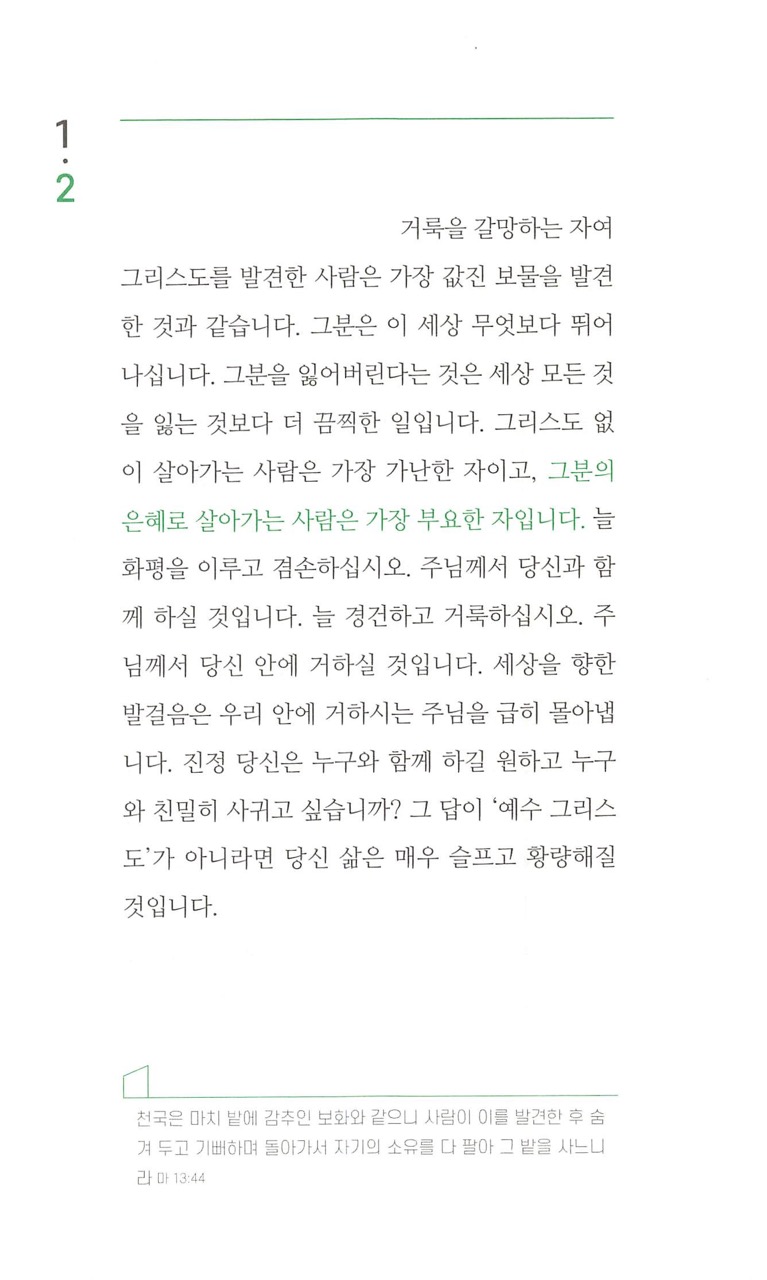 1
.
2
거룩을 갈망하는 자여
그리스도를 발견한 사람은 가장 값진 보물을 발견
한 것과 같습니다. 그분은 이 세상 무엇보다 뛰어
나십니다. 그분을 잃어버린다는 것은 세상 모든 것
을 잃는 것보다 더 끔찍한 일입니다. 그리스도 없
이 살아가는 사람은 가장 가난한 자이고, 그분의
은혜로 살아가는 사람은 가장 부요한 자입니다. 늘
화평을 이루고 겸손하십시오. 주님께서 당신과 함
께 하실 것입니다. 늘 경건하고 거룩하십시오. 주
님께서 당신 안에 거하실 것입니다. 세상을 향한
발걸음은 우리 안에 거하시는 주님을 급히 몰아냅
니다. 진정 당신은 누구와 함께 하길 원하고 누구
와 친밀히 사귀고 싶습니까? 그 답이 ‘예수 그리스
도’가 아니라면 당신 삶은 매우 슬프고 황량해질
것입니다.
천국은 마치 밭에 감추인 보화와 같으니 사람이 이를 발견한 후 숨
겨 두고 기뻐하며 돌아가서 자기의 소유를 다 팔아 그 밭을 사느니
라 마 13:44